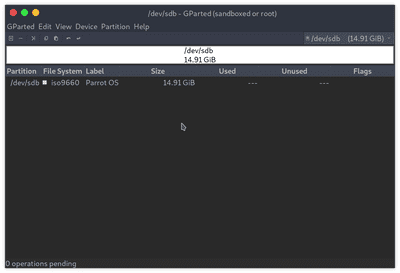 /dev/sdb - GParted (sandboxed or root)
GParted Edit View Device Partition Help
/dev/sdb (14.91 GiB)
/dev/sdb
14.91 GiB
Partition File System Label Size Used Unused Flags
/dev/sdb iso9660 Parrot OS 14.91 GiB --- ---
0 operations pending